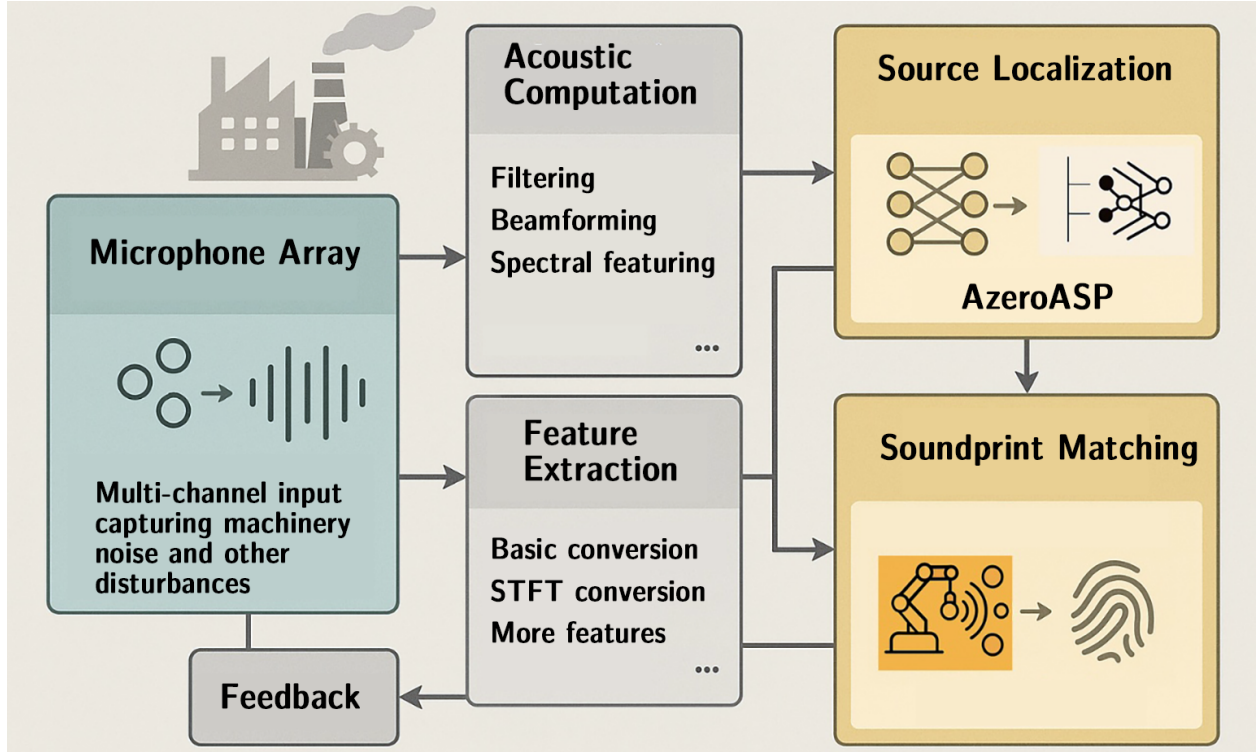 Microphone Array
Multi-channel input
capturing machinery
noise and other
disturbances
Feedback
Acoustic
Computation
Filtering
Beamforming
Spectral featuring
...
Feature
Extraction
Basic conversion
STFT conversion
More features
...
Source Localization
AzeroASP
Soundprint Matching